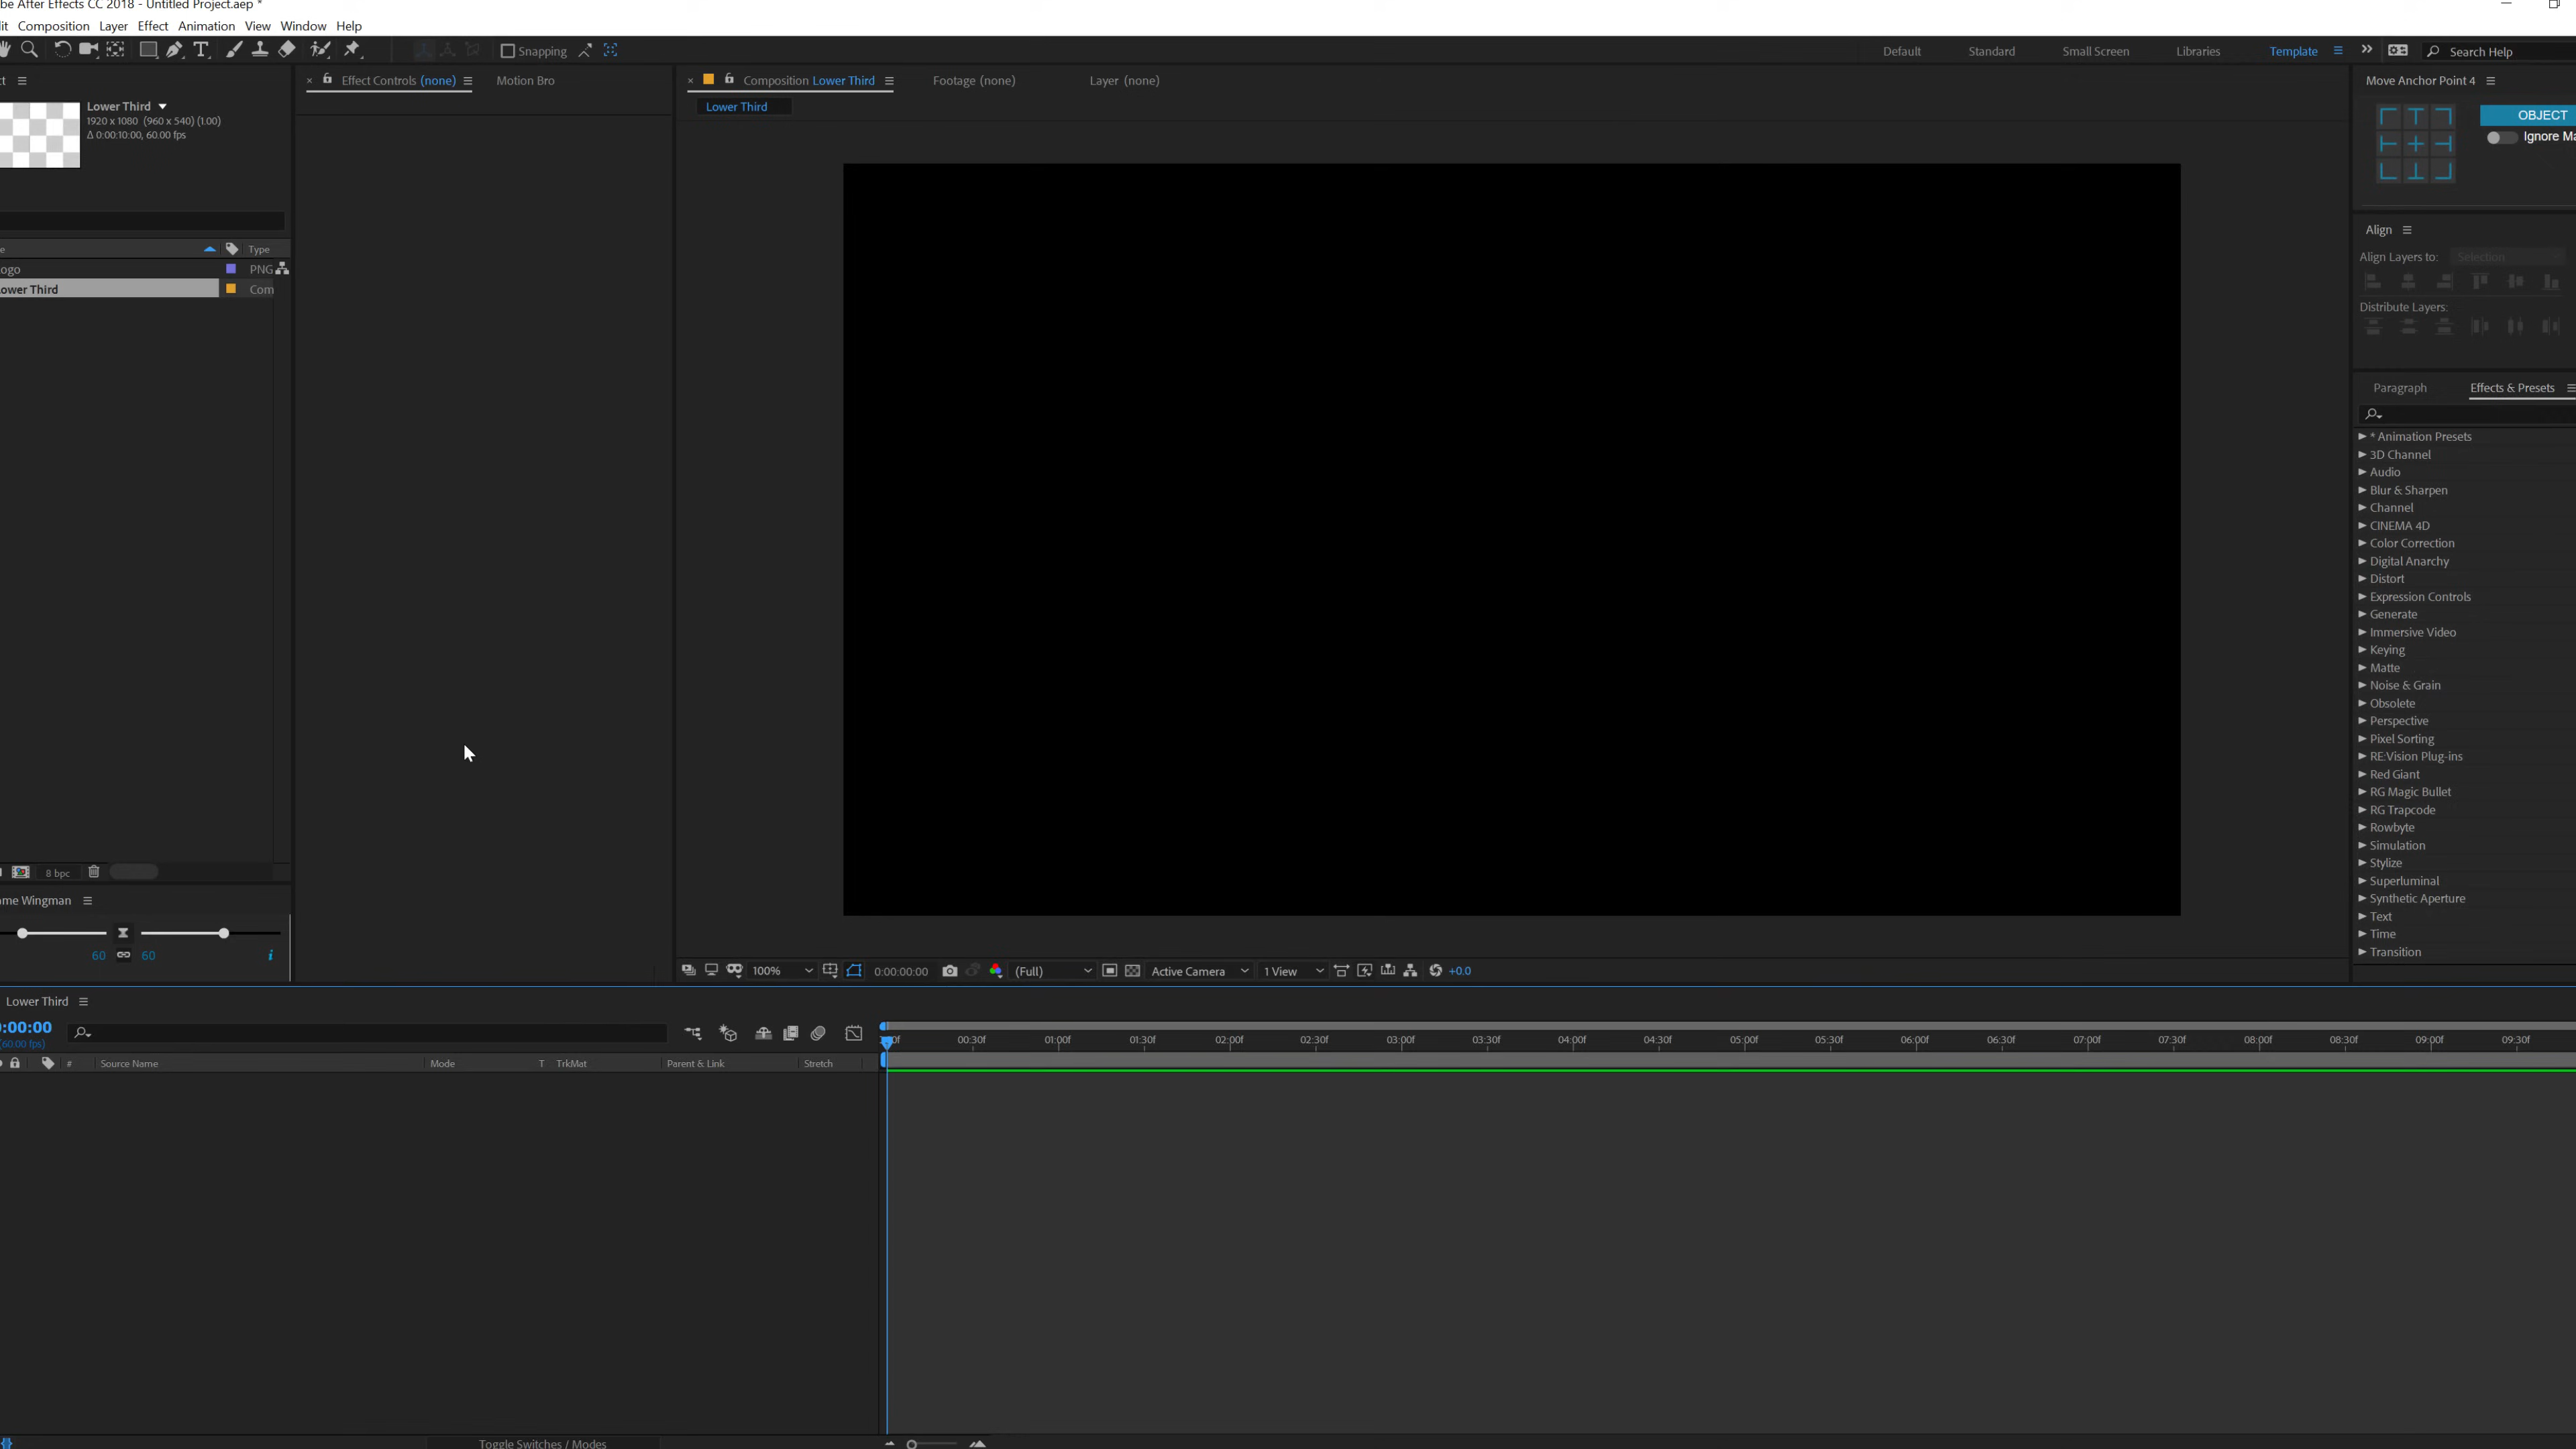 be After Effects CC 2018 - Untitled Project.aep *
it Composition Layer Effect Animation View Window Help
Snapping
Default Standard Small Screen Libraries Template
Search Help
ct
Effect Controls (none)
Motion Bro
Composition Lower Third
Footage (none)
Layer (none)
Lower Third
Lower Third
1920 x 1080 (960 x 540) (1.00)
Δ 0:00:10:00, 60.00 fps
e Type
ogo PNG
ower Third Com
8 bpc
me Wingman
60 60 i
100%
0:00:00:00
(Full)
Active Camera
1 View
+0.0
Move Anchor Point 4
OBJECT
Ignore Ma
Align
Align Layers to: Selection
Distribute Layers:
Paragraph
Effects & Presets
* Animation Presets
3D Channel
Audio
Blur & Sharpen
Channel
CINEMA 4D
Color Correction
Digital Anarchy
Distort
Expression Controls
Generate
Immersive Video
Keying
Matte
Noise & Grain
Obsolete
Perspective
Pixel Sorting
RE:Vision Plug-ins
Red Giant
RG Magic Bullet
RG Trapcode
Rowbyte
Simulation
Stylize
Superluminal
Synthetic Aperture
Text
Time
Transition
Lower Third
0:00:00
(60.00 fps)
# Source Name Mode T TrkMat Parent & Link Stretch
00:30f 01:00f 01:30f 02:00f 02:30f 03:00f 03:30f 04:00f 04:30f 05:00f 05:30f 06:00f 06:30f 07:00f 07:30f 08:00f 08:30f 09:00f 09:30f
Toggle Switches / Modes